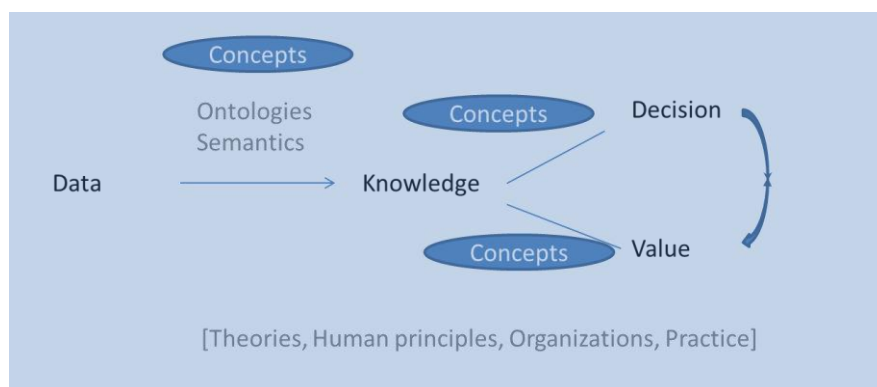 Concepts
Ontologies
Semantics
Concepts
Decision
Data
Knowledge
Concepts
Value
[Theories, Human principles, Organizations, Practice]